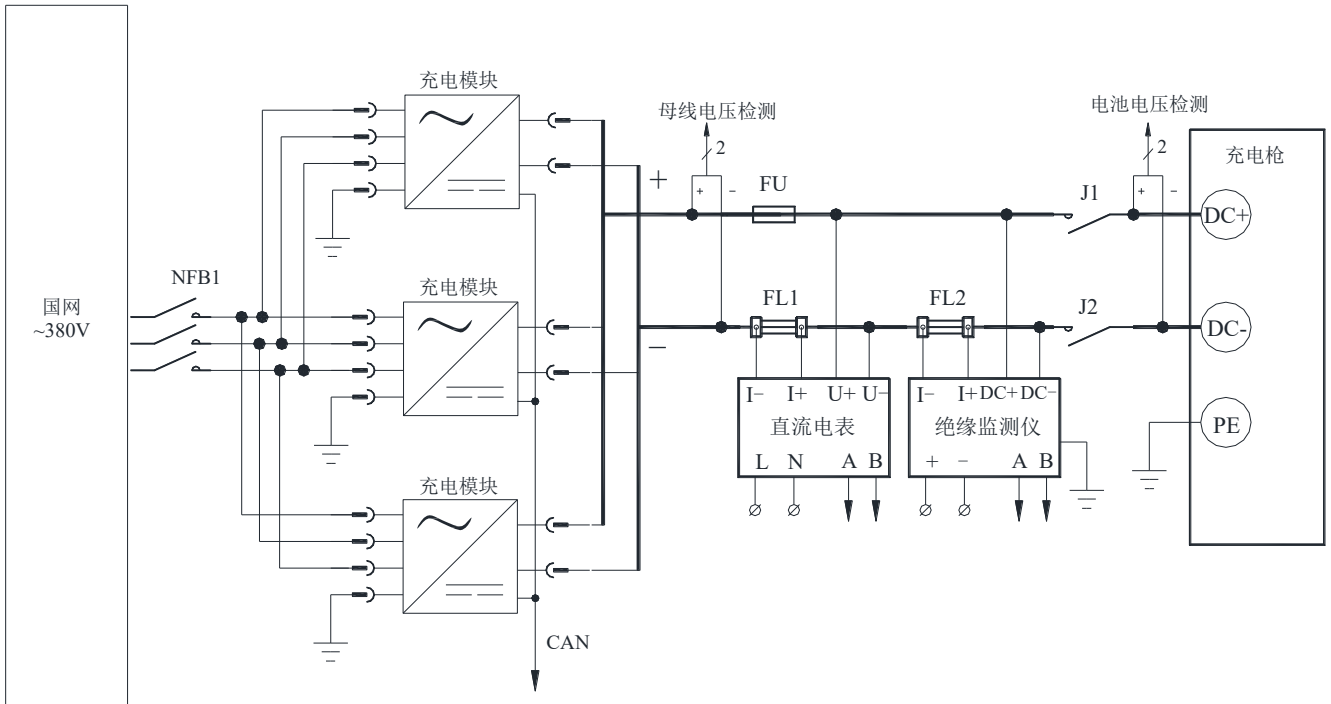 充电模块
母线电压检测
电池电压检测
2
2
充电枪
+
+ −
FU
J1
+ −
DC+
NFB1
充电模块
国网
~380V
FL1
FL2
J2
−
DC-
I− I+ U+ U−
直流电表
L N A B
I− I+ DC+ DC−
绝缘监测仪
+ − A B
PE
充电模块
CAN